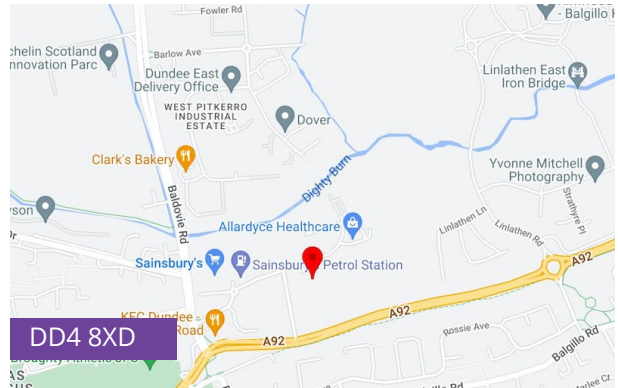 Fowler Rd
- Balgillo
chelin Scotland
nnovation Parc
Barlow Ave
Dundee East
Delivery Office
Linlathen East
Iron Bridge
WEST PITKERRO
INDUSTRIAL
ESTATE
Dover
Clark's Bakery
Dighty Burn
Yvonne Mitchell
Photography
Baldovie Rd
Strathyre Pl
Linlathen Ln
Linlathen Rd
Allardyce Healthcare
Sainsbury's
Sainsbury's Petrol Station
A92
A92
A92
KFC Dundee -
Road
DD4 8XD
Rossie Ave
Balgillo Rd